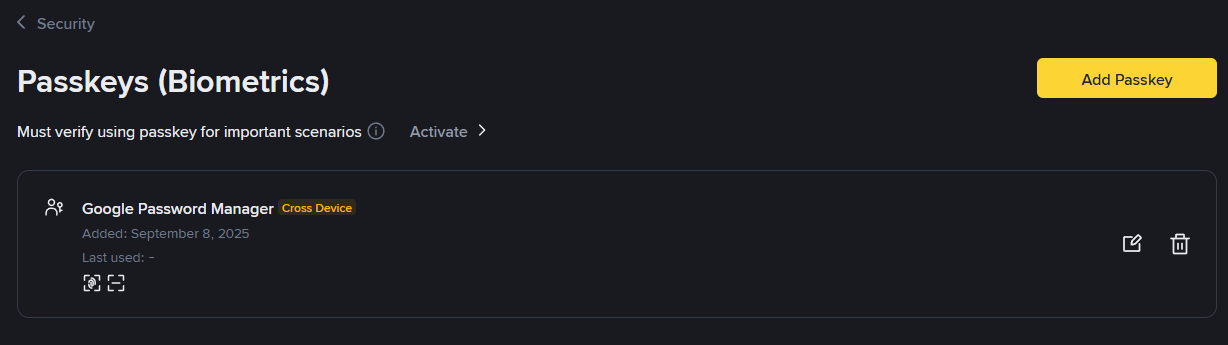 Security
Passkeys (Biometrics)
Add Passkey
Must verify using passkey for important scenarios Activate
Google Password Manager Cross Device
Added: September 8, 2025
Last used: -